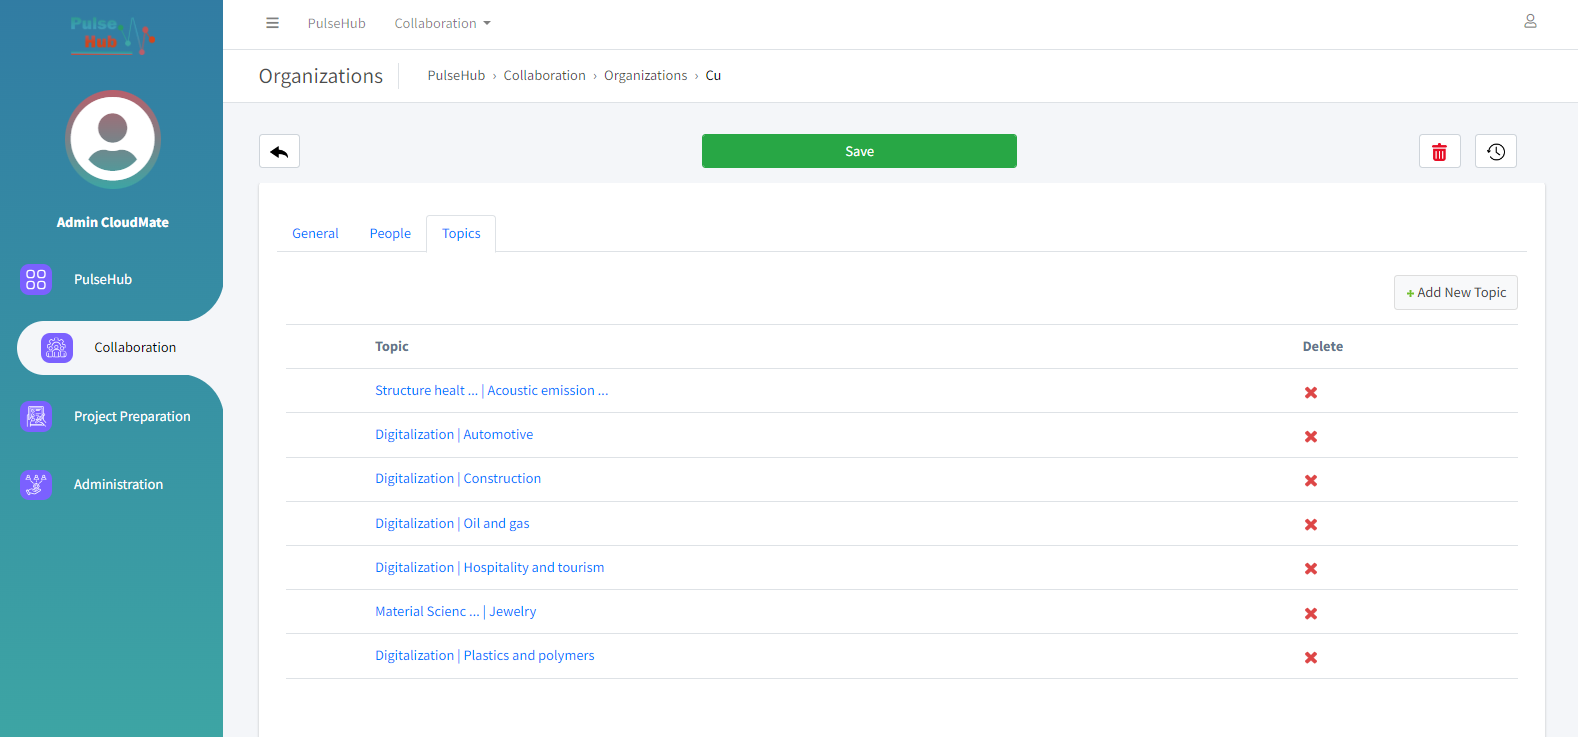 Pulse
Hub
PulseHub
Collaboration
Organizations
PulseHub › Collaboration › Organizations › Cu
Save
Admin CloudMate
PulseHub
Collaboration
Project Preparation
Administration
General
People
Topics
+ Add New Topic
Topic
Delete
Structure healt ... | Acoustic emission ...
Digitalization | Automotive
Digitalization | Construction
Digitalization | Oil and gas
Digitalization | Hospitality and tourism
Material Scienc ... | Jewelry
Digitalization | Plastics and polymers